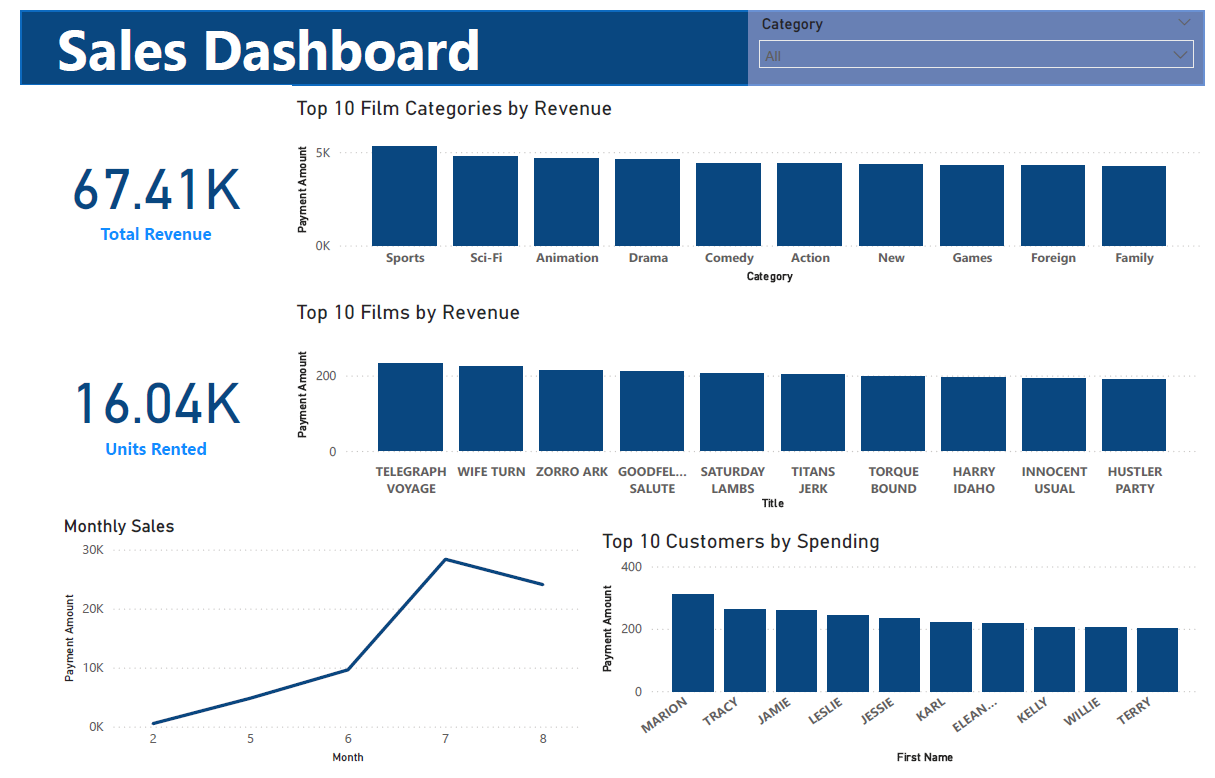 Sales Dashboard
Category
All
67.41K
Total Revenue
16.04K
Units Rented
Top 10 Film Categories by Revenue
Payment Amount
5K
0K
Sports Sci-Fi Animation Drama Comedy Action New Games Foreign Family
Category
Top 10 Films by Revenue
Payment Amount
200
0
TELEGRAPH WIFE TURN ZORRO ARK GOODFEL... SATURDAY TITANS TORQUE HARRY INNOCENT HUSTLER
VOYAGE SALUTE LAMBS JERK BOUND IDAHO USUAL PARTY
Title
Monthly Sales
Payment Amount
30K
20K
10K
0K
2 5 6 7 8
Month
Top 10 Customers by Spending
Payment Amount
400
200
0
MARION TRACY JAMIE LESLIE JESSIE KARL ELEAN... KELLY WILLIE TERRY
First Name